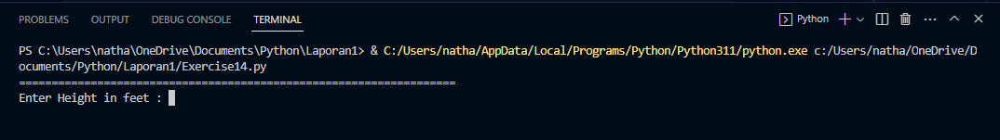 PROBLEMS OUTPUT DEBUG CONSOLE TERMINAL Python
PS C:\Users\natha\OneDrive\Documents\Python\Laporan1> & C:/Users/natha/AppData/Local/Programs/Python/Python311/python.exe c:/Users/natha/OneDrive/D
ocuments/Python/Laporan1/Exercise14.py
===================================================================
Enter Height in feet :